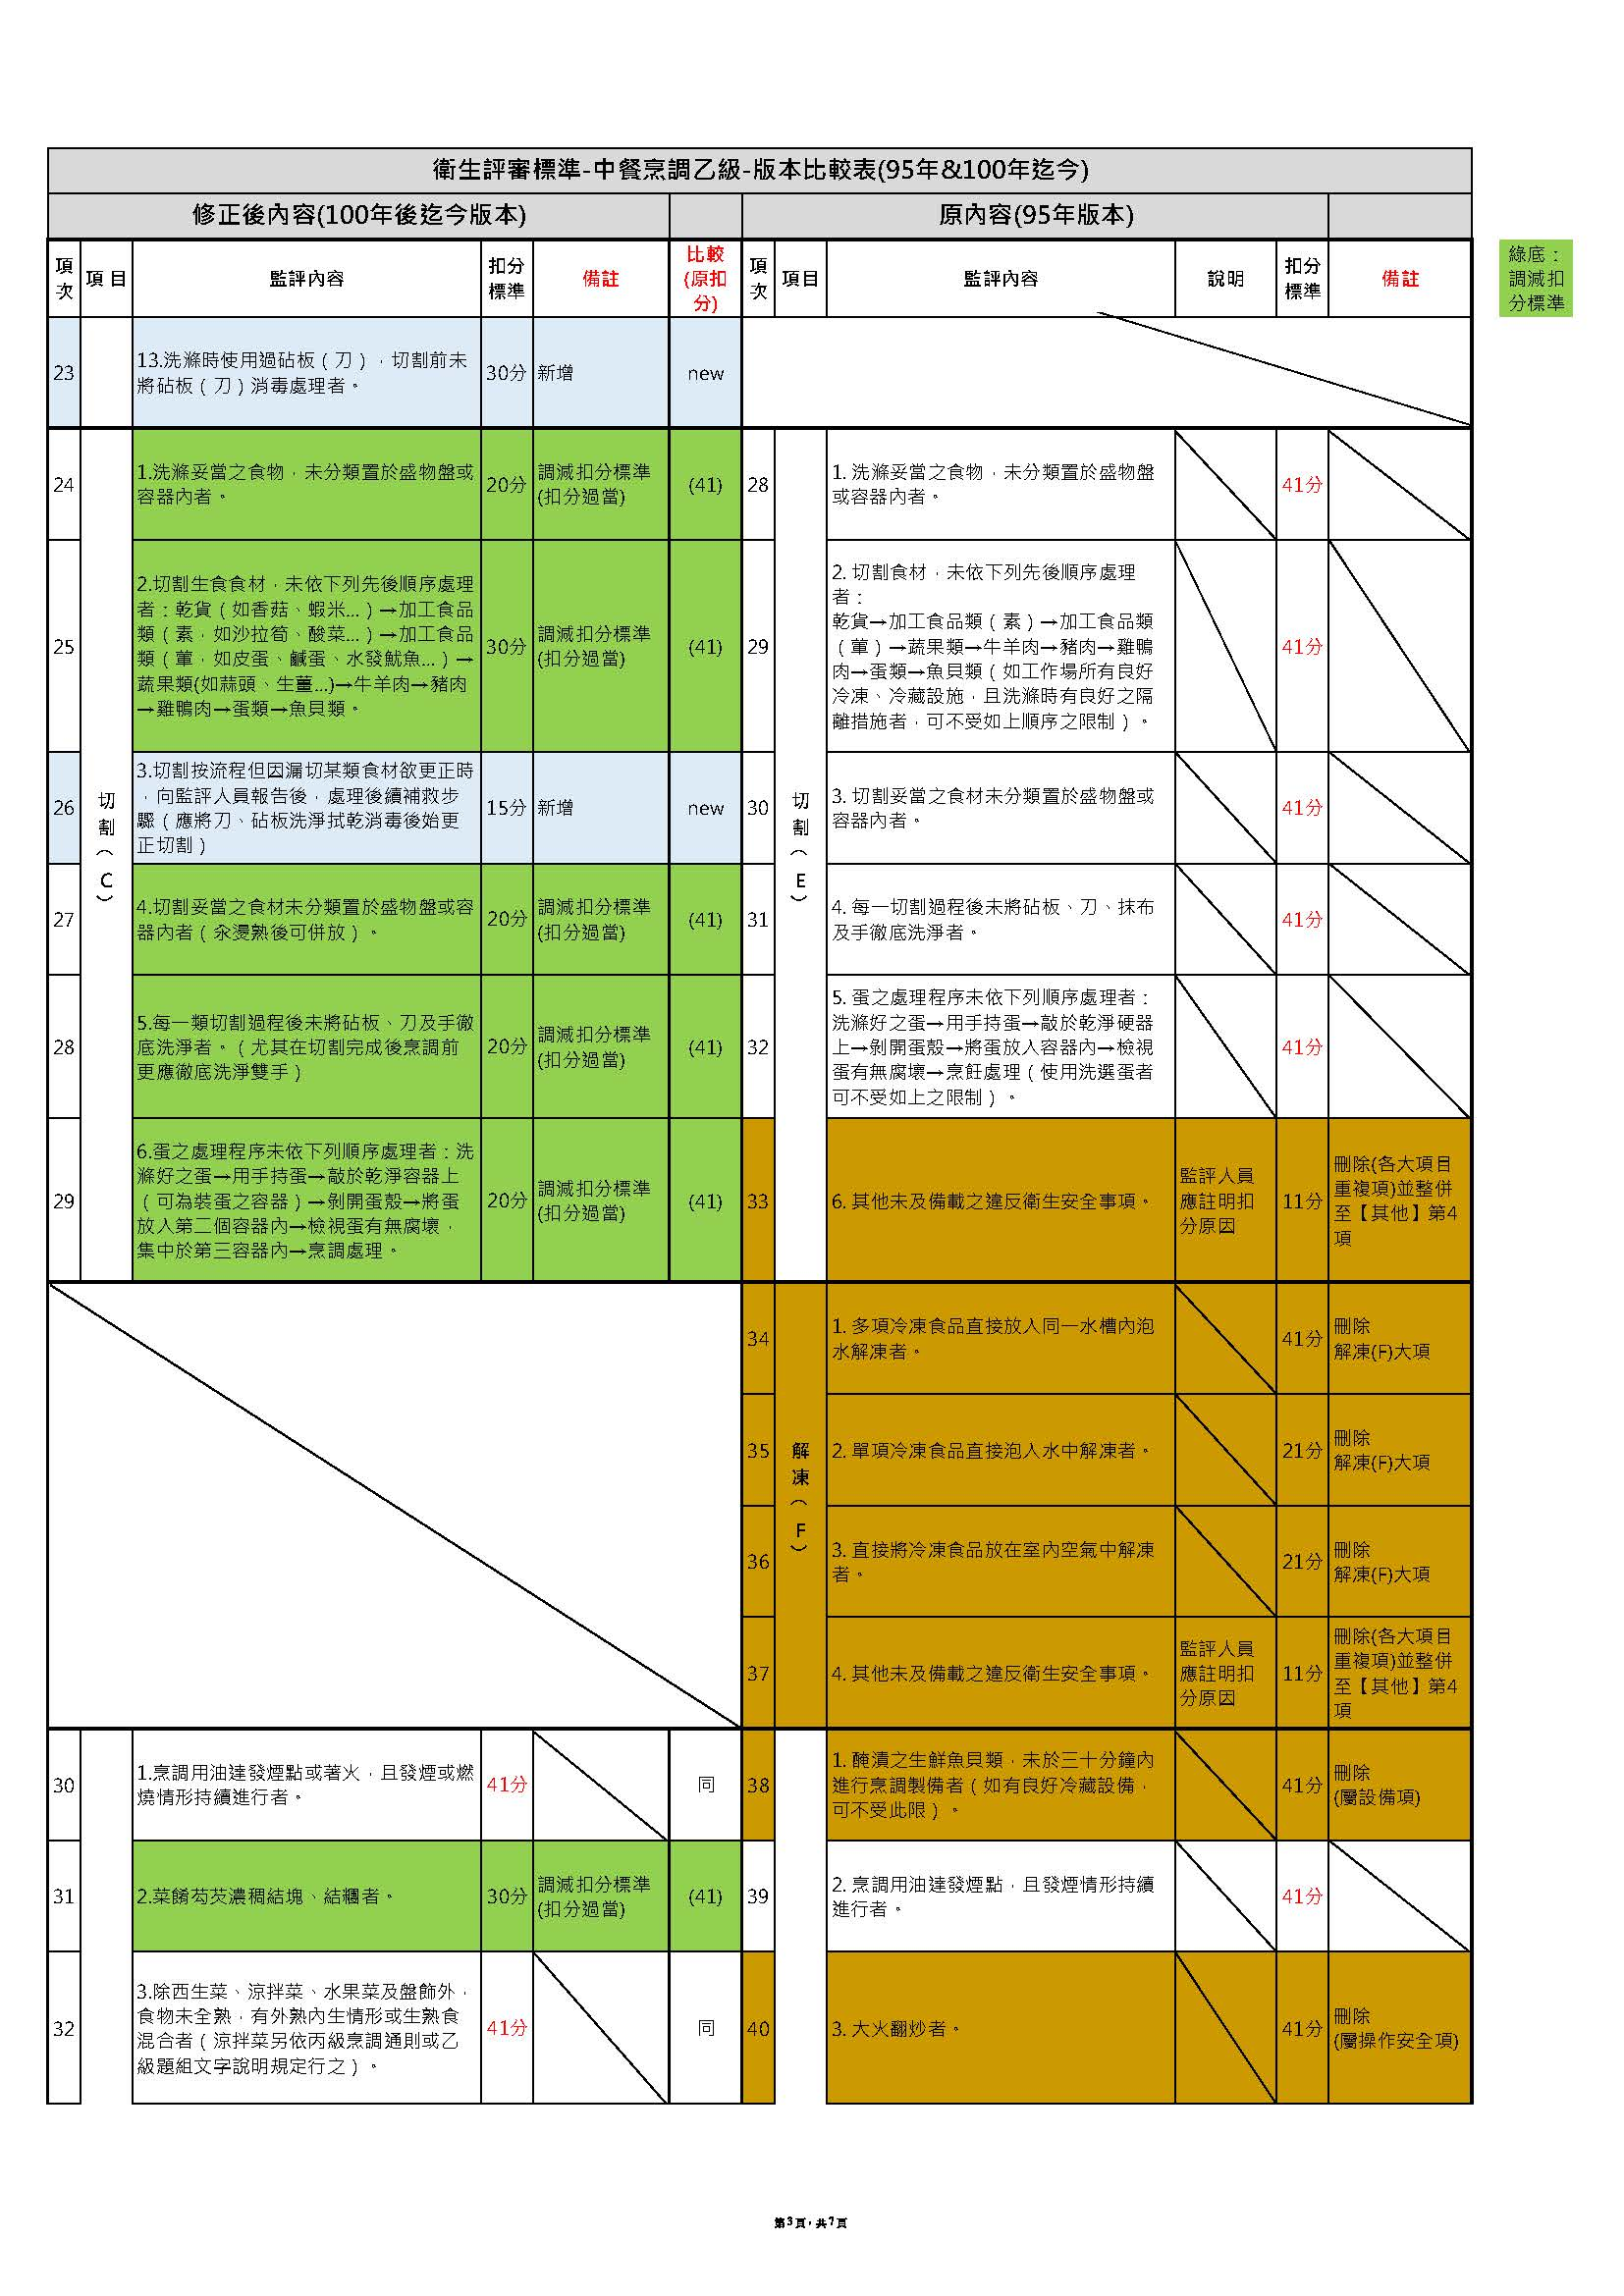 衛生評審標準-中餐烹調乙級-版本比較表(95年&100年迄今)
修正後內容(100年後迄今版本)
原內容(95年版本)
項次
項目
監評內容
扣分標準
備註
比較
(原扣
分)
項次
項目
監評內容
說明
扣分標準
備註
綠底：
調減扣
分標準
23
13.洗滌時使用過砧板（刀），切割前未
將砧板（刀）消毒處理者。
30分
新增
new
切割（C）
切割（E）
24
1.洗滌妥當之食物，未分類置於盛物盤或
容器內者。
20分
調減扣分標準
(扣分過當)
(41)
28
1. 洗滌妥當之食物，未分類置於盛物盤
或容器內者。
41分
25
2.切割生食食材，未依下列先後順序處理
者：乾貨（如香菇、蝦米...）→加工食品
類（素，如沙拉筍、酸菜...）→加工食品
類（葷，如皮蛋、鹹蛋、水發魷魚...）→
蔬果類(如蒜頭、生薑...)→牛羊肉→豬肉
→雞鴨肉→蛋類→魚貝類。
30分
調減扣分標準
(扣分過當)
(41)
29
2. 切割食材，未依下列先後順序處理
者：
乾貨→加工食品類（素）→加工食品類
（葷）→蔬果類→牛羊肉→豬肉→雞鴨
肉→蛋類→魚貝類（如工作場所有良好
冷凍、冷藏設施，且洗滌時有良好之隔
離措施者，可不受如上順序之限制）。
41分
26
3.切割按流程但因漏切某類食材欲更正時
，向監評人員報告後，處理後續補救步
驟（應將刀、砧板洗淨拭乾消毒後始更
正切割）
15分
新增
new
30
3. 切割妥當之食材未分類置於盛物盤或
容器內者。
41分
27
4.切割妥當之食材未分類置於盛物盤或容
器內者（汆燙熟後可併放）。
20分
調減扣分標準
(扣分過當)
(41)
31
4. 每一切割過程後未將砧板、刀、抹布
及手徹底洗淨者。
41分
28
5.每一類切割過程後未將砧板、刀及手徹
底洗淨者。（尤其在切割完成後烹調前
更應徹底洗淨雙手）
20分
調減扣分標準
(扣分過當)
(41)
32
5. 蛋之處理程序未依下列順序處理者：
洗滌好之蛋→用手持蛋→敲於乾淨硬器
上→剝開蛋殼→將蛋放入容器內→檢視
蛋有無腐壞→烹飪處理（使用洗選蛋者
可不受如上之限制）。
41分
29
6.蛋之處理程序未依下列順序處理者：洗
滌好之蛋→用手持蛋→敲於乾淨容器上
（可為裝蛋之容器）→剝開蛋殼→將蛋
放入第二個容器內→檢視蛋有無腐壞，
集中於第三容器內→烹調處理。
20分
調減扣分標準
(扣分過當)
(41)
33
6. 其他未及備載之違反衛生安全事項。
監評人員
應註明扣
分原因
11分
刪除(各大項目
重複項)並整併
至【其他】第4
項
解凍（F）
34
1. 多項冷凍食品直接放入同一水槽內泡
水解凍者。
41分
刪除
解凍(F)大項
35
2. 單項冷凍食品直接泡入水中解凍者。
21分
刪除
解凍(F)大項
36
3. 直接將冷凍食品放在室內空氣中解凍
者。
21分
刪除
解凍(F)大項
37
4. 其他未及備載之違反衛生安全事項。
監評人員
應註明扣
分原因
11分
刪除(各大項目
重複項)並整併
至【其他】第4
項
30
1.烹調用油達發煙點或著火，且發煙或燃
燒情形持續進行者。
41分
同
38
1. 醃漬之生鮮魚貝類，未於三十分鐘內
進行烹調製備者（如有良好冷藏設備，
可不受此限）。
41分
刪除
(屬設備項)
31
2.菜餚芶芡濃稠結塊、結糰者。
30分
調減扣分標準
(扣分過當)
(41)
39
2. 烹調用油達發煙點，且發煙情形持續
進行者。
41分
32
3.除西生菜、涼拌菜、水果菜及盤飾外，
食物未全熟，有外熟內生情形或生熟食
混合者（涼拌菜另依丙級烹調通則或乙
級題組文字說明規定行之）。
41分
同
40
3. 大火翻炒者。
41分
刪除
(屬操作安全項)
第3頁，共7頁